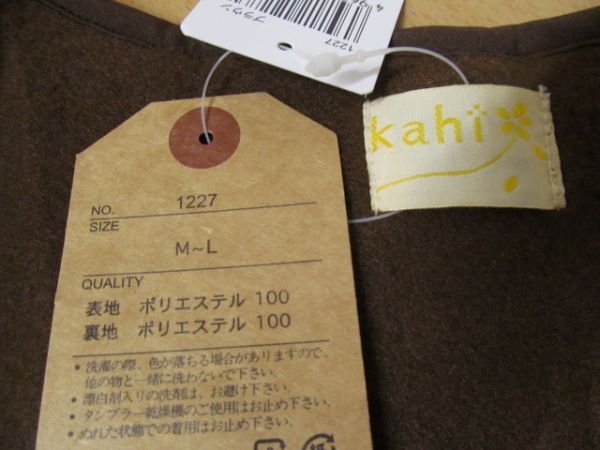 ブラウン
1227
kahi
NO. 1227
SIZE
M~L
QUALITY
表地 ポリエステル 100
裏地 ポリエステル 100
•洗濯の際、色が落ちる場合がありますので、
他の物と一緒に洗わないで下さい。
•漂白剤入りの洗剤は、お避け下さい。
•タンブラー乾燥機のご使用はお止め下さい。
•ぬれた状態での着用はお止め下さい。
紙